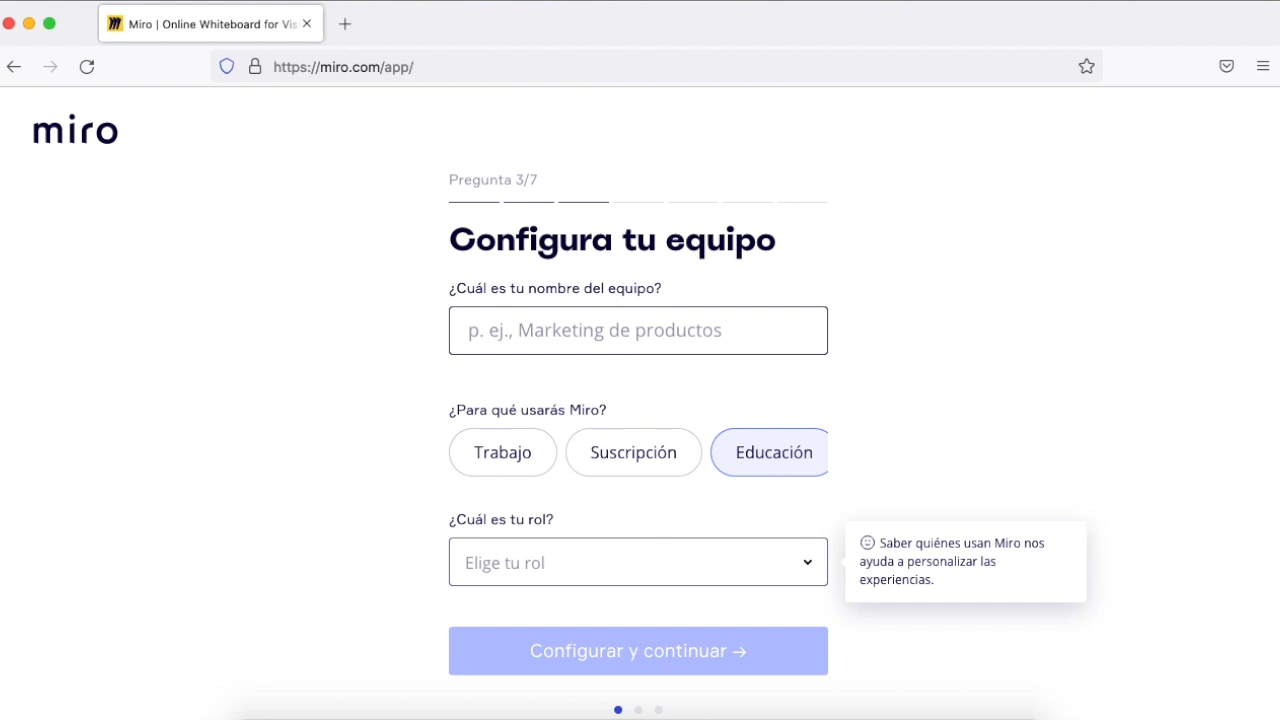 Miro | Online Whiteboard for Vis
https://miro.com/app/
miro
Pregunta 3/7
Configura tu equipo
¿Cuál es tu nombre del equipo?
p. ej., Marketing de productos
¿Para qué usarás Miro?
Trabajo Suscripción Educación
¿Cuál es tu rol?
Elige tu rol
Saber quiénes usan Miro nos
ayuda a personalizar las
experiencias.
Configurar y continuar →